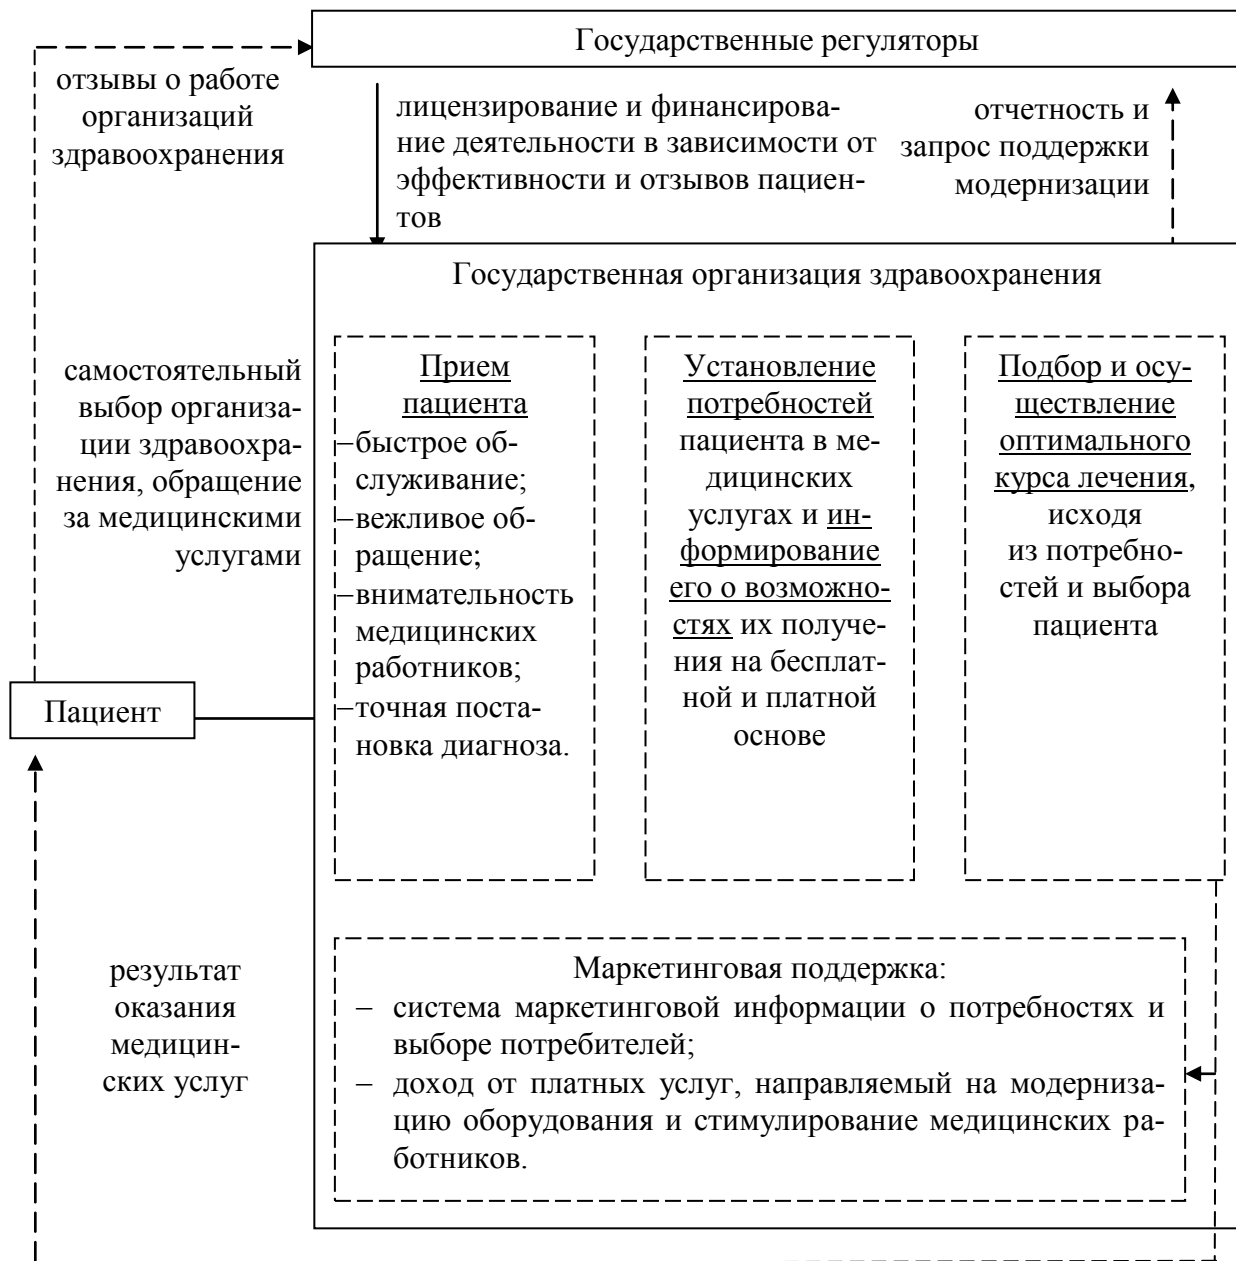 Государственные регуляторы
отзывы о работе
организаций
здравоохранения
лицензирование и финансирова-
ние деятельности в зависимости от
эффективности и отзывов пациен-
тов
отчетность и
запрос поддержки
модернизации
Государственная организация здравоохранения
самостоятельный
выбор организа-
ции здравоохра-
нения, обращение
за медицинскими
услугами
Прием
пациента
–быстрое об-
служивание;
–вежливое об-
ращение;
–внимательность
медицинских
работников;
–точная поста-
новка диагноза.
Установление
потребностей
пациента в ме-
дицинских
услугах и ин-
формирование
его о возможно-
стях их получе-
ния на бесплат-
ной и платной
основе
Подбор и осу-
ществление
оптимального
курса лечения,
исходя
из потребно-
стей и выбора
пациента
Пациент
результат
оказания
медицин-
ских услуг
Маркетинговая поддержка:
– система маркетинговой информации о потребностях и
выборе потребителей;
– доход от платных услуг, направляемый на модерниза-
цию оборудования и стимулирование медицинских ра-
ботников.